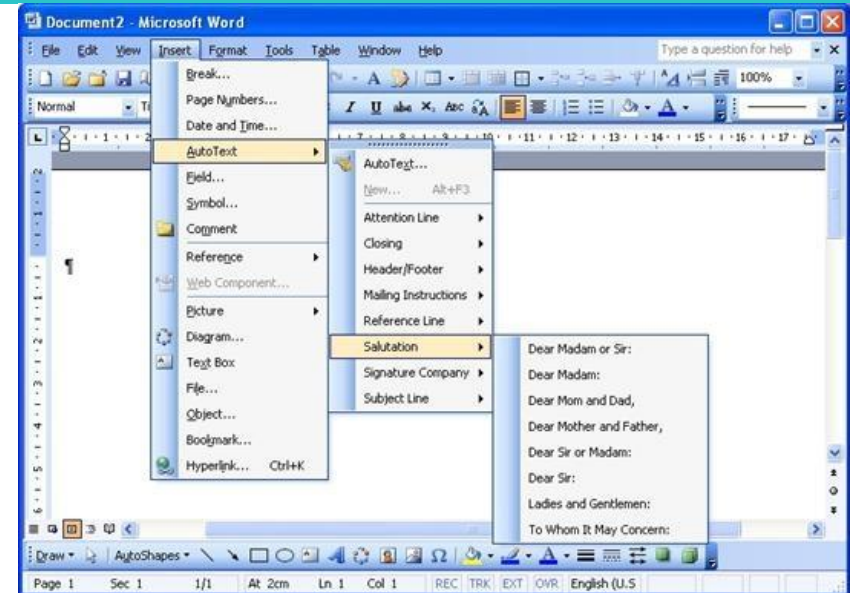 Document2 - Microsoft Word
File Edit View Insert Format Tools Table Window Help Type a question for help
100%
Normal
Break...
Page Numbers...
Date and Time...
AutoText
Field...
Symbol...
Comment
Reference
Web Component...
Picture
Diagram...
Text Box
File...
Object...
Bookmark...
Hyperlink... Ctrl+K
AutoText...
New... Alt+F3
Attention Line
Closing
Header/Footer
Mailing Instructions
Reference Line
Salutation
Signature Company
Subject Line
Dear Madam or Sir:
Dear Madam:
Dear Mom and Dad,
Dear Mother and Father,
Dear Sir or Madam:
Dear Sir:
Ladies and Gentlemen:
To Whom It May Concern:
Draw AutoShapes
Page 1 Sec 1 1/1 At 2cm Ln 1 Col 1 REC TRK EXT OVR English (U.S